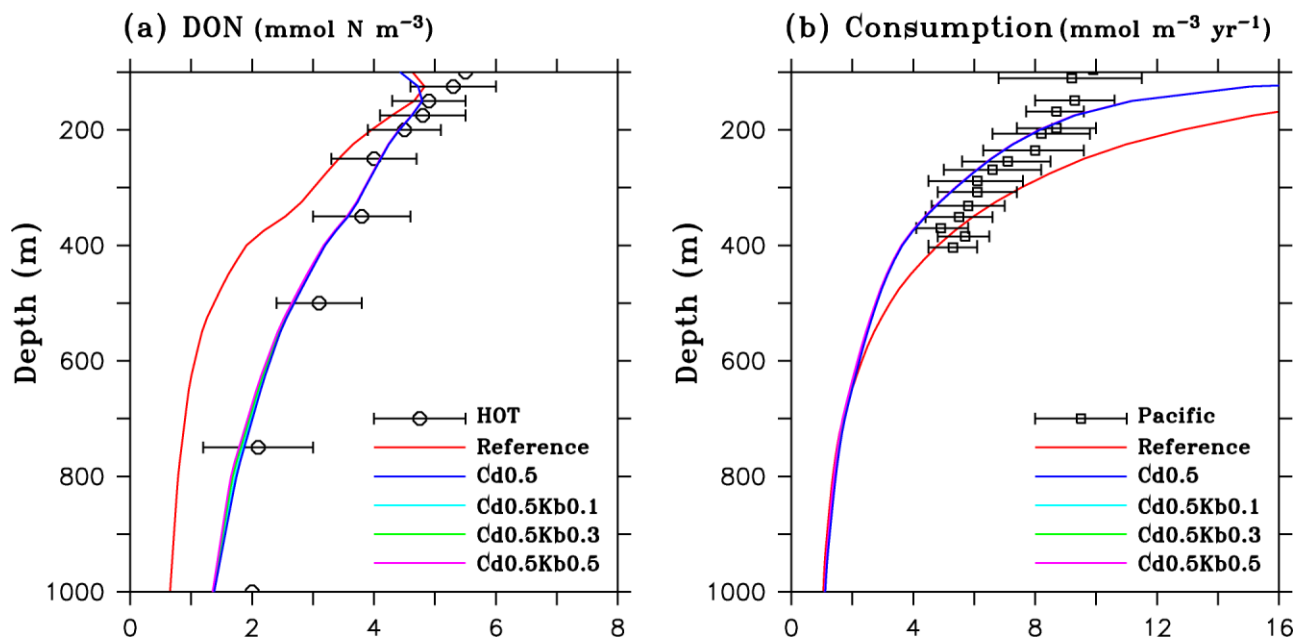 (a) DON (mmol N m⁻³)
Depth (m)
200
400
600
800
1000
0
2
4
6
8
HOT
Reference
Cd0.5
Cd0.5Kb0.1
Cd0.5Kb0.3
Cd0.5Kb0.5
(b) Consumption (mmol m⁻³ yr⁻¹)
Depth (m)
200
400
600
800
1000
0
4
8
12
16
Pacific
Reference
Cd0.5
Cd0.5Kb0.1
Cd0.5Kb0.3
Cd0.5Kb0.5